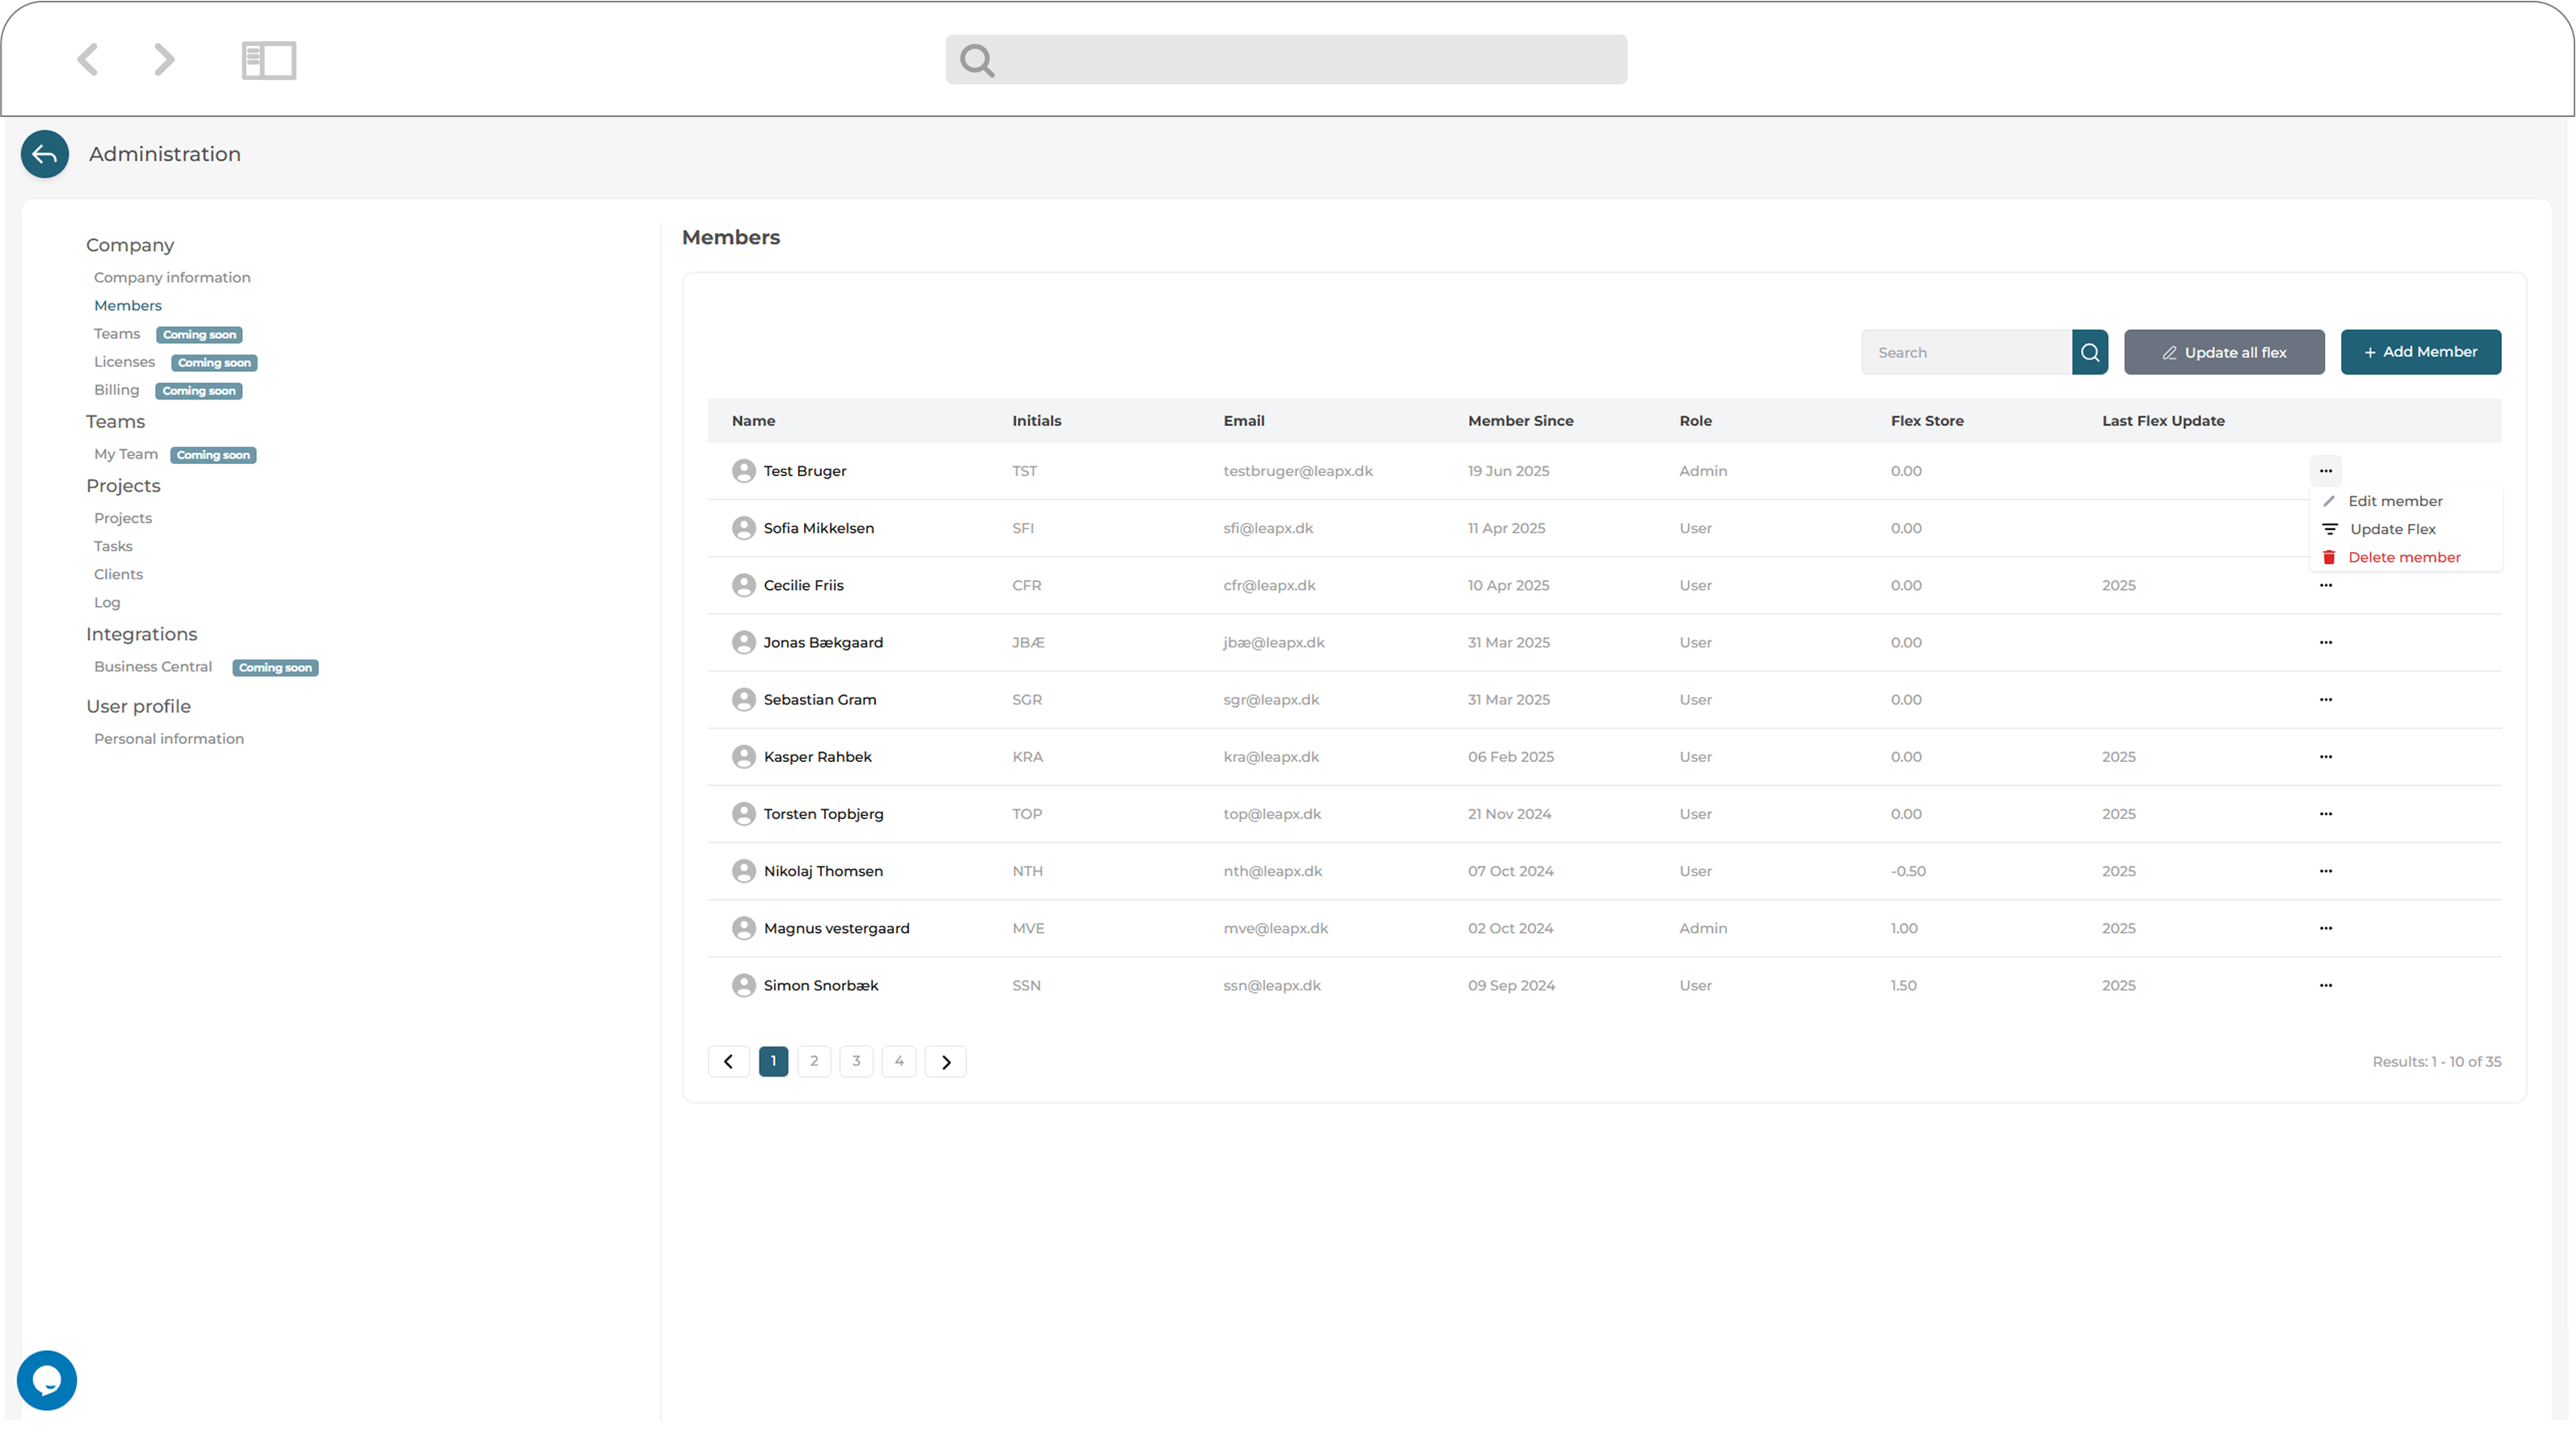 Administration
Company
Company information
Members
Teams Coming soon
Licenses Coming soon
Billing Coming soon
Teams
My Team Coming soon
Projects
Projects
Tasks
Clients
Log
Integrations
Business Central Coming soon
User profile
Personal information
Members
Search Update all flex + Add Member
Name Initials Email Member Since Role Flex Store Last Flex Update
Test Bruger TST testbruger@leapx.dk 19 Jun 2025 Admin 0.00
Edit member
Update Flex
Delete member
Sofia Mikkelsen SFI sfi@leapx.dk 11 Apr 2025 User 0.00
Cecilie Friis CFR cfr@leapx.dk 10 Apr 2025 User 0.00 2025
Jonas Bækgaard JBÆ jbæ@leapx.dk 31 Mar 2025 User 0.00
Sebastian Gram SGR sgr@leapx.dk 31 Mar 2025 User 0.00
Kasper Rahbek KRA kra@leapx.dk 06 Feb 2025 User 0.00 2025
Torsten Topbjerg TOP top@leapx.dk 21 Nov 2024 User 0.00 2025
Nikolaj Thomsen NTH nth@leapx.dk 07 Oct 2024 User -0.50 2025
Magnus vestergaard MVE mve@leapx.dk 02 Oct 2024 Admin 1.00 2025
Simon Snorbæk SSN ssn@leapx.dk 09 Sep 2024 User 1.50 2025
1 2 3 4
Results: 1 - 10 of 35